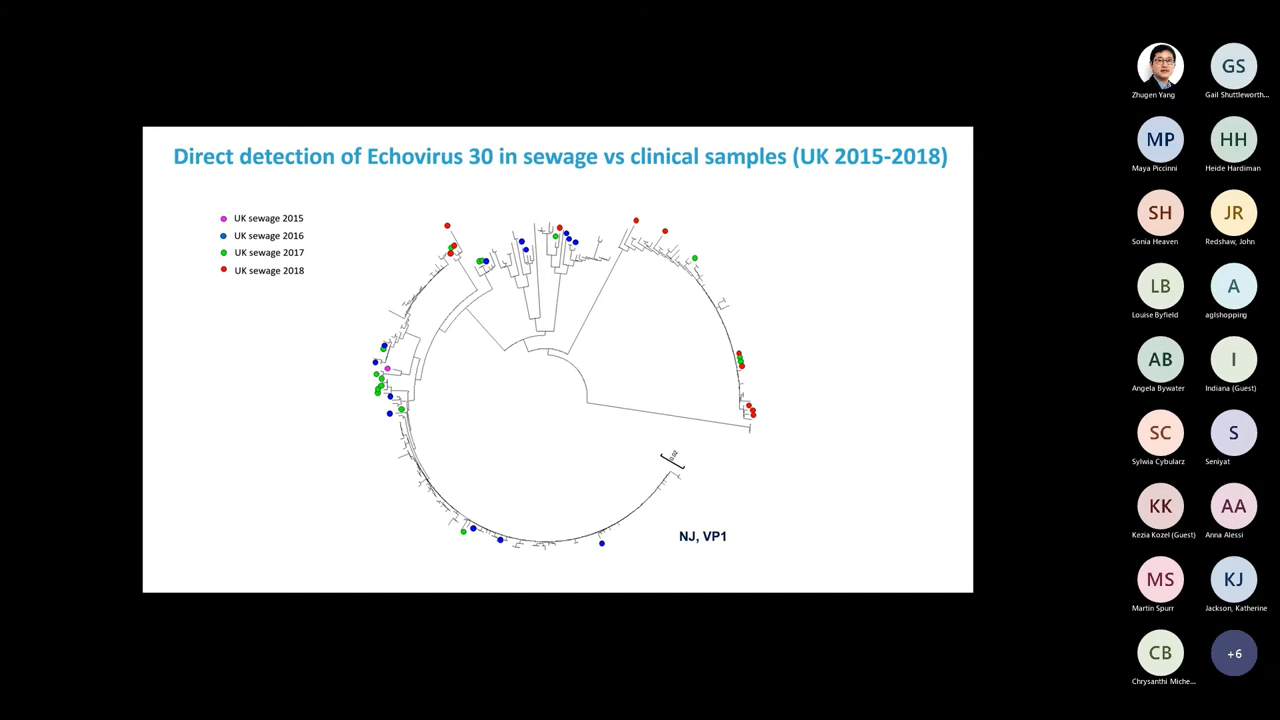 Direct detection of Echovirus 30 in sewage vs clinical samples (UK 2015-2018)
UK sewage 2015
UK sewage 2016
UK sewage 2017
UK sewage 2018
0.02
NJ, VP1
Zhugen Yang
GS
Gail Shuttleworth...
MP
Maya Piccinni
HH
Heide Hardiman
SH
Sonia Heaven
JR
Redshaw, John
LB
Louise Byfield
A
aglshopping
AB
Angela Bywater
I
Indiana (Guest)
SC
Sylwia Cybularz
S
Seniyat
KK
Kezia Kozel (Guest)
AA
Anna Alessi
MS
Martin Spurr
KJ
Jackson, Katherine
CB
Chrysanthi Miche...
+6